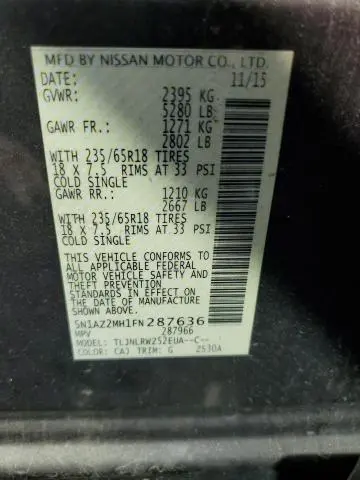 MFD BY NISSAN MOTOR CO., LTD.
DATE: 11/15
GVWR: 2395 KG
5280 LB
GAWR FR.: 1271 KG
2802 LB
WITH 235/65R18 TIRES
18 X 7.5 RIMS AT 33 PSI
COLD SINGLE
GAWR RR.: 1210 KG
2667 LB
WITH 235/65R18 TIRES
18 X 7.5 RIMS AT 33 PSI
COLD SINGLE
THIS VEHICLE CONFORMS TO ALL
MOTOR VEHICLE SAFETY AND
THEFT PREVENTION
STANDARDS IN EFFECT ON
THE DATE OF MANUFACTURE
SHOWN ABOVE.
5N1AZ2MH1FN287636
MPV 287966
MODEL: TLJNLRWZ52EUA--C--
COLOR: CAJ TRIM: G 2530A